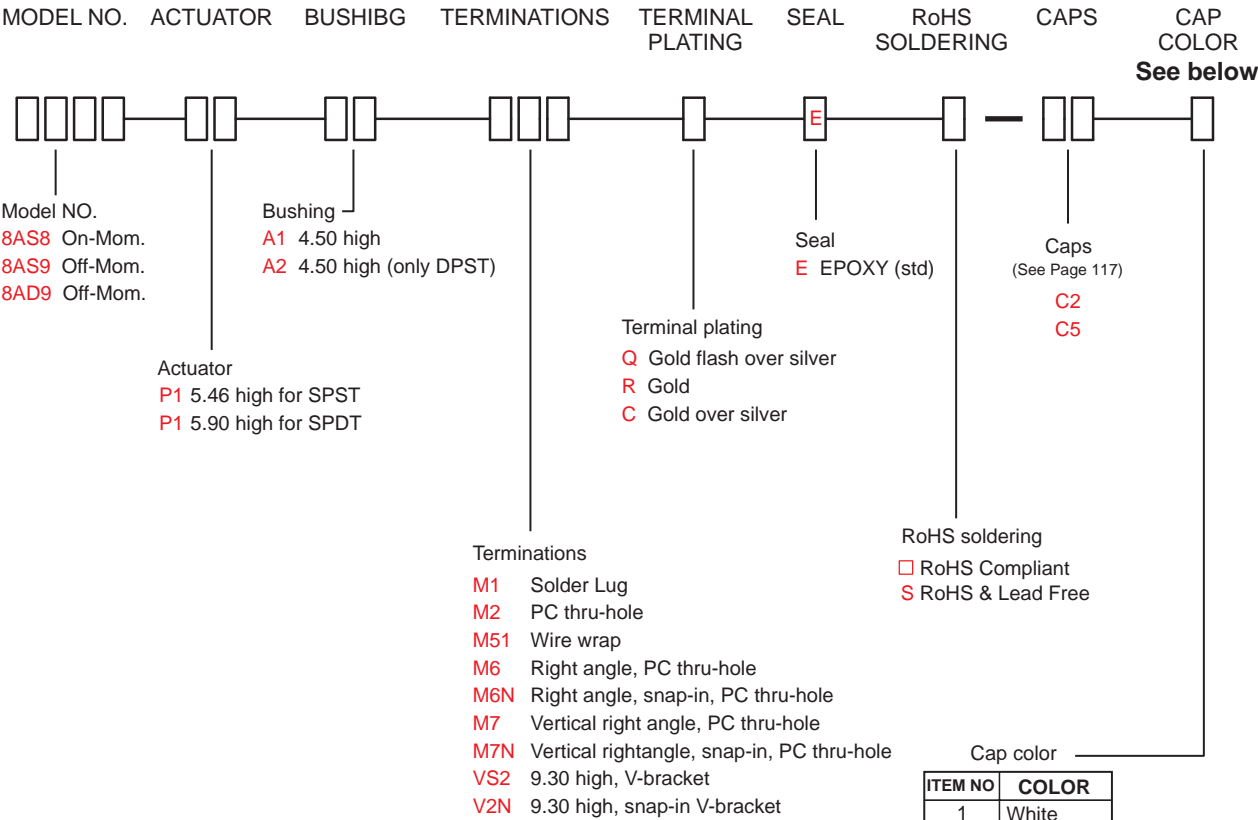 MODEL NO. ACTUATOR BUSHIBG TERMINATIONS TERMINAL PLATING SEAL RoHS SOLDERING CAPS CAP COLOR
See below
E
Model NO.
8AS8 On-Mom.
8AS9 Off-Mom.
8AD9 Off-Mom.
Actuator
P1 5.46 high for SPST
P1 5.90 high for SPDT
Bushing
A1 4.50 high
A2 4.50 high (only DPST)
Terminations
M1 Solder Lug
M2 PC thru-hole
M51 Wire wrap
M6 Right angle, PC thru-hole
M6N Right angle, snap-in, PC thru-hole
M7 Vertical right angle, PC thru-hole
M7N Vertical rightangle, snap-in, PC thru-hole
VS2 9.30 high, V-bracket
V2N 9.30 high, snap-in V-bracket
Terminal plating
Q Gold flash over silver
R Gold
C Gold over silver
Seal
E EPOXY (std)
RoHS soldering
□ RoHS Compliant
S RoHS & Lead Free
Caps
(See Page 117)
C2
C5
Cap color
ITEM NO COLOR
1 White